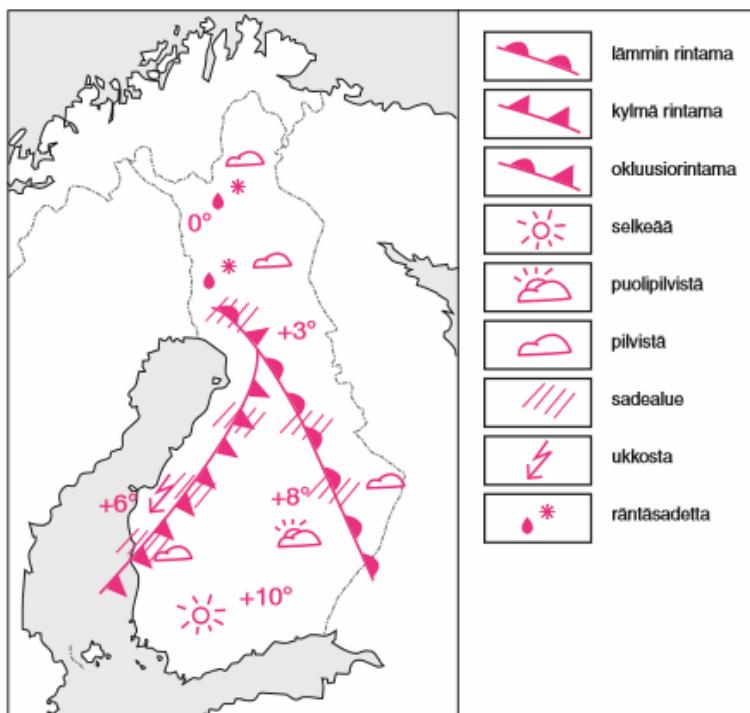 lämmin rintama
kylmä rintama
okluusiorintama
selkeää
puolipilvistä
pilvistä
sadealue
ukkosta
räntäsadetta
0°
+3°
+6°
+8°
+10°